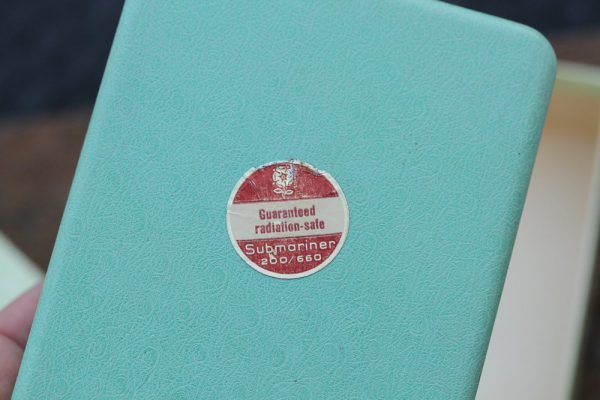 Guaranteed
radiation-safe
Submariner
200/660